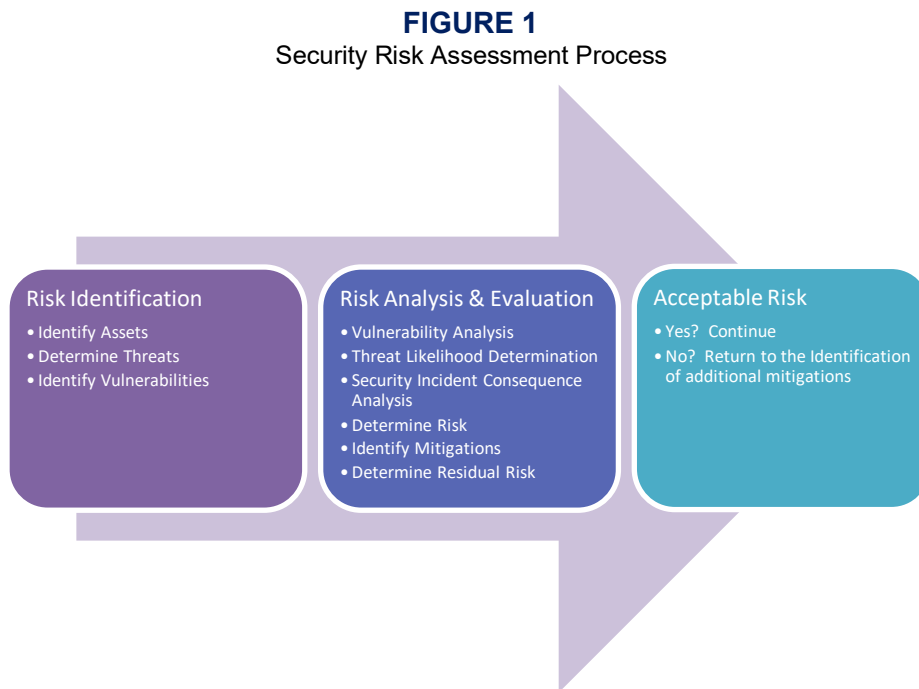 FIGURE 1
Security Risk Assessment Process
Risk Identification
• Identify Assets
• Determine Threats
• Identify Vulnerabilities
Risk Analysis & Evaluation
• Vulnerability Analysis
• Threat Likelihood Determination
• Security Incident Consequence
Analysis
• Determine Risk
• Identify Mitigations
• Determine Residual Risk
Acceptable Risk
• Yes? Continue
• No? Return to the Identification
of additional mitigations